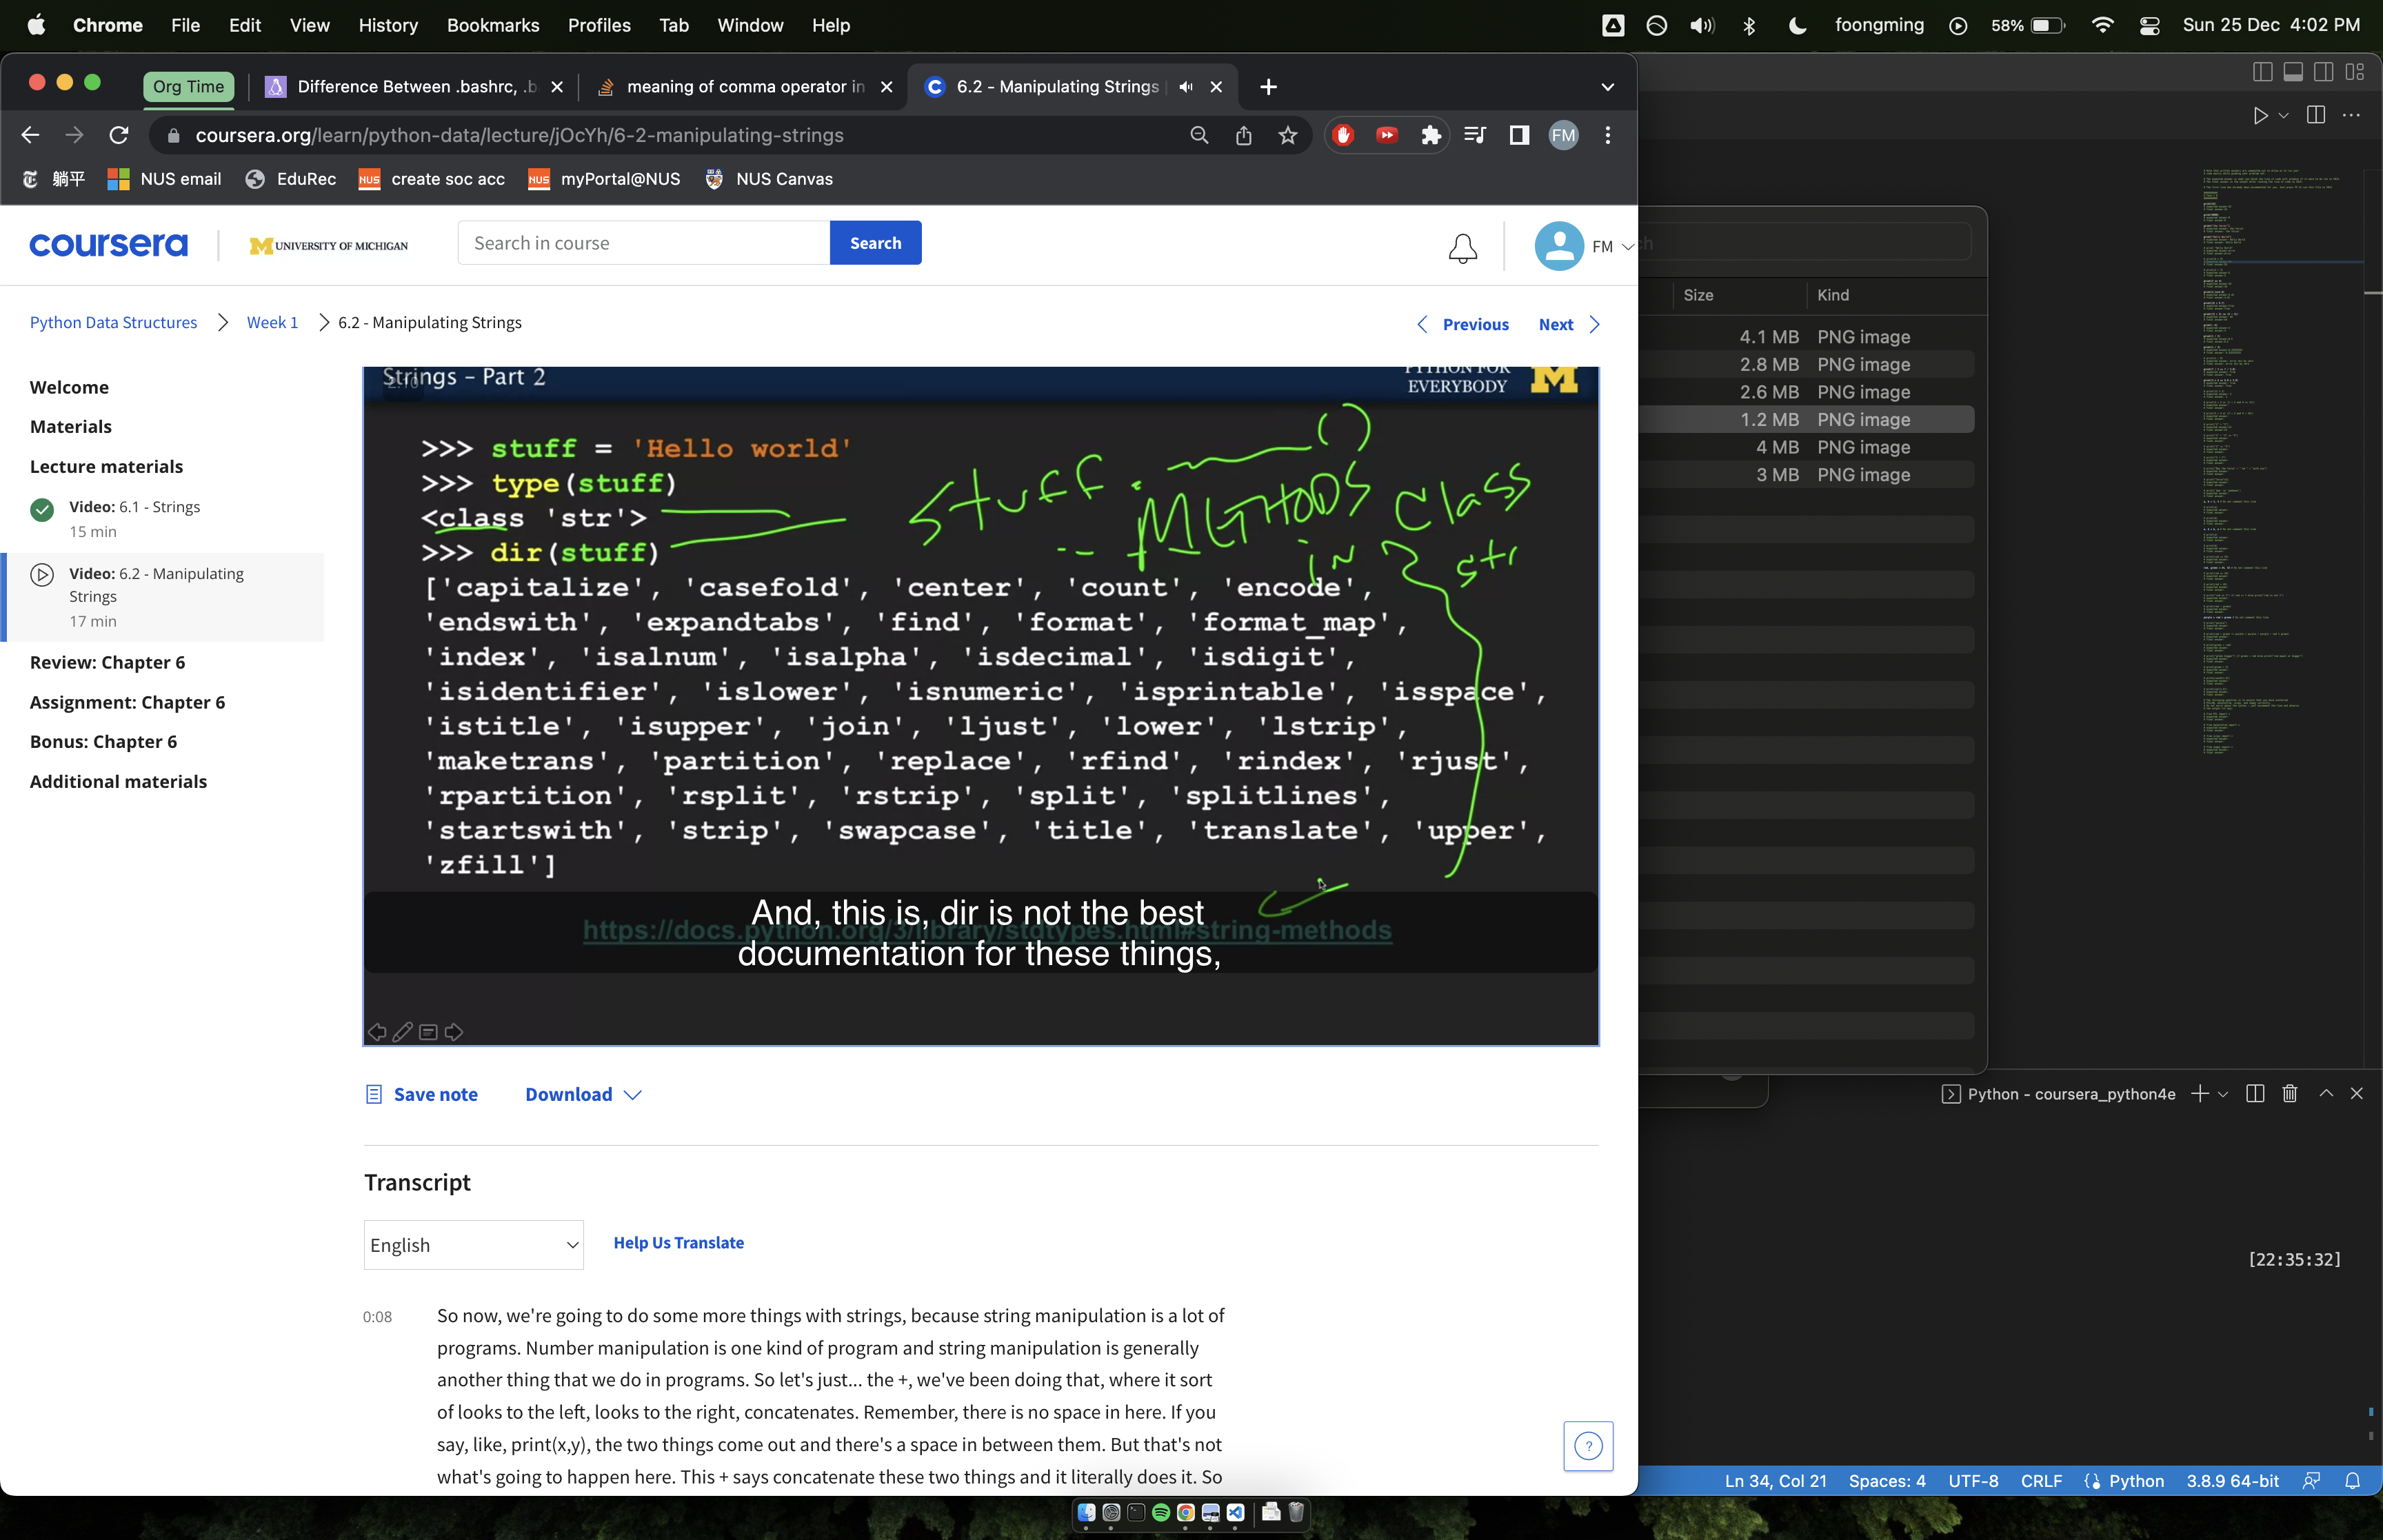 Chrome File Edit View History Bookmarks Profiles Tab Window Help
foongming 58% Sun 25 Dec 4:02 PM
Org Time Difference Between .bashrc, .b meaning of comma operator in 6.2 - Manipulating Strings
coursera.org/learn/python-data/lecture/jOcYh/6-2-manipulating-strings
FM
躺平 NUS email EduRec NUS create soc acc NUS myPortal@NUS NUS Canvas
coursera M UNIVERSITY OF MICHIGAN
Search in course
Search
FM
Python Data Structures Week 1 6.2 - Manipulating Strings
Previous Next
Welcome
Materials
Lecture materials
Video: 6.1 - Strings
15 min
Video: 6.2 - Manipulating
Strings
17 min
Review: Chapter 6
Assignment: Chapter 6
Bonus: Chapter 6
Additional materials
Strings – Part 2
PYTHON FOR
EVERYBODY
M
>>> stuff = 'Hello world'
>>> type(stuff)
<class 'str'>
>>> dir(stuff)
['capitalize', 'casefold', 'center', 'count', 'encode',
'endswith', 'expandtabs', 'find', 'format', 'format_map',
'index', 'isalnum', 'isalpha', 'isdecimal', 'isdigit',
'isidentifier', 'islower', 'isnumeric', 'isprintable', 'isspace',
'istitle', 'isupper', 'join', 'ljust', 'lower', 'lstrip',
'maketrans', 'partition', 'replace', 'rfind', 'rindex', 'rjust',
'rpartition', 'rsplit', 'rstrip', 'split', 'splitlines',
'startswith', 'strip', 'swapcase', 'title', 'translate', 'upper',
'zfill']
stuff. ()
METHODS class
in str
https://docs.python.org/3/library/stdtypes.html#string-methods
And, this is, dir is not the best
documentation for these things,
Save note Download
Transcript
English
Help Us Translate
0:08
So now, we're going to do some more things with strings, because string manipulation is a lot of
programs. Number manipulation is one kind of program and string manipulation is generally
another thing that we do in programs. So let's just... the +, we've been doing that, where it sort
of looks to the left, looks to the right, concatenates. Remember, there is no space in here. If you
say, like, print(x,y), the two things come out and there's a space in between them. But that's not
what's going to happen here. This + says concatenate these two things and it literally does it. So
?
Size Kind
4.1 MB PNG image
2.8 MB PNG image
2.6 MB PNG image
1.2 MB PNG image
4 MB PNG image
3 MB PNG image
Python - coursera_python4e
[22:35:32]
Ln 34, Col 21 Spaces: 4 UTF-8 CRLF Python 3.8.9 64-bit